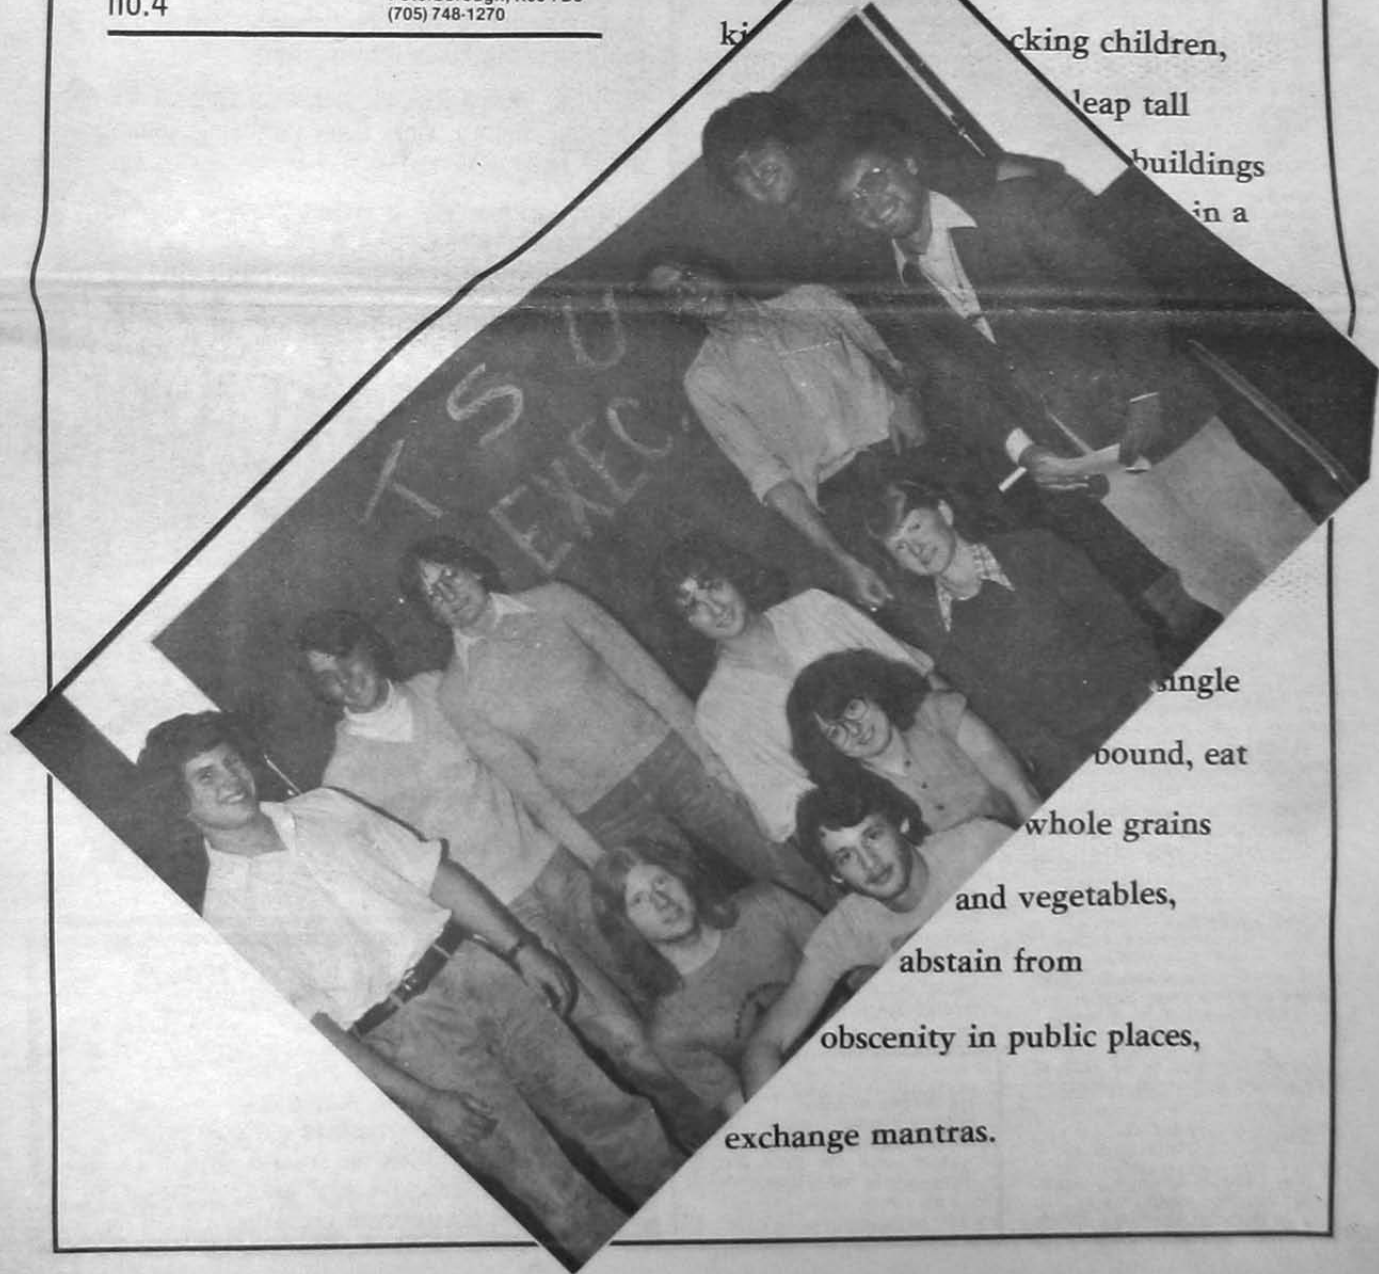 no.4
(705) 748-1270
cking children,
leap tall
buildings
in a
T S U
EXEC.
single
bound, eat
whole grains
and vegetables,
abstain from
obscenity in public places,
exchange mantras.